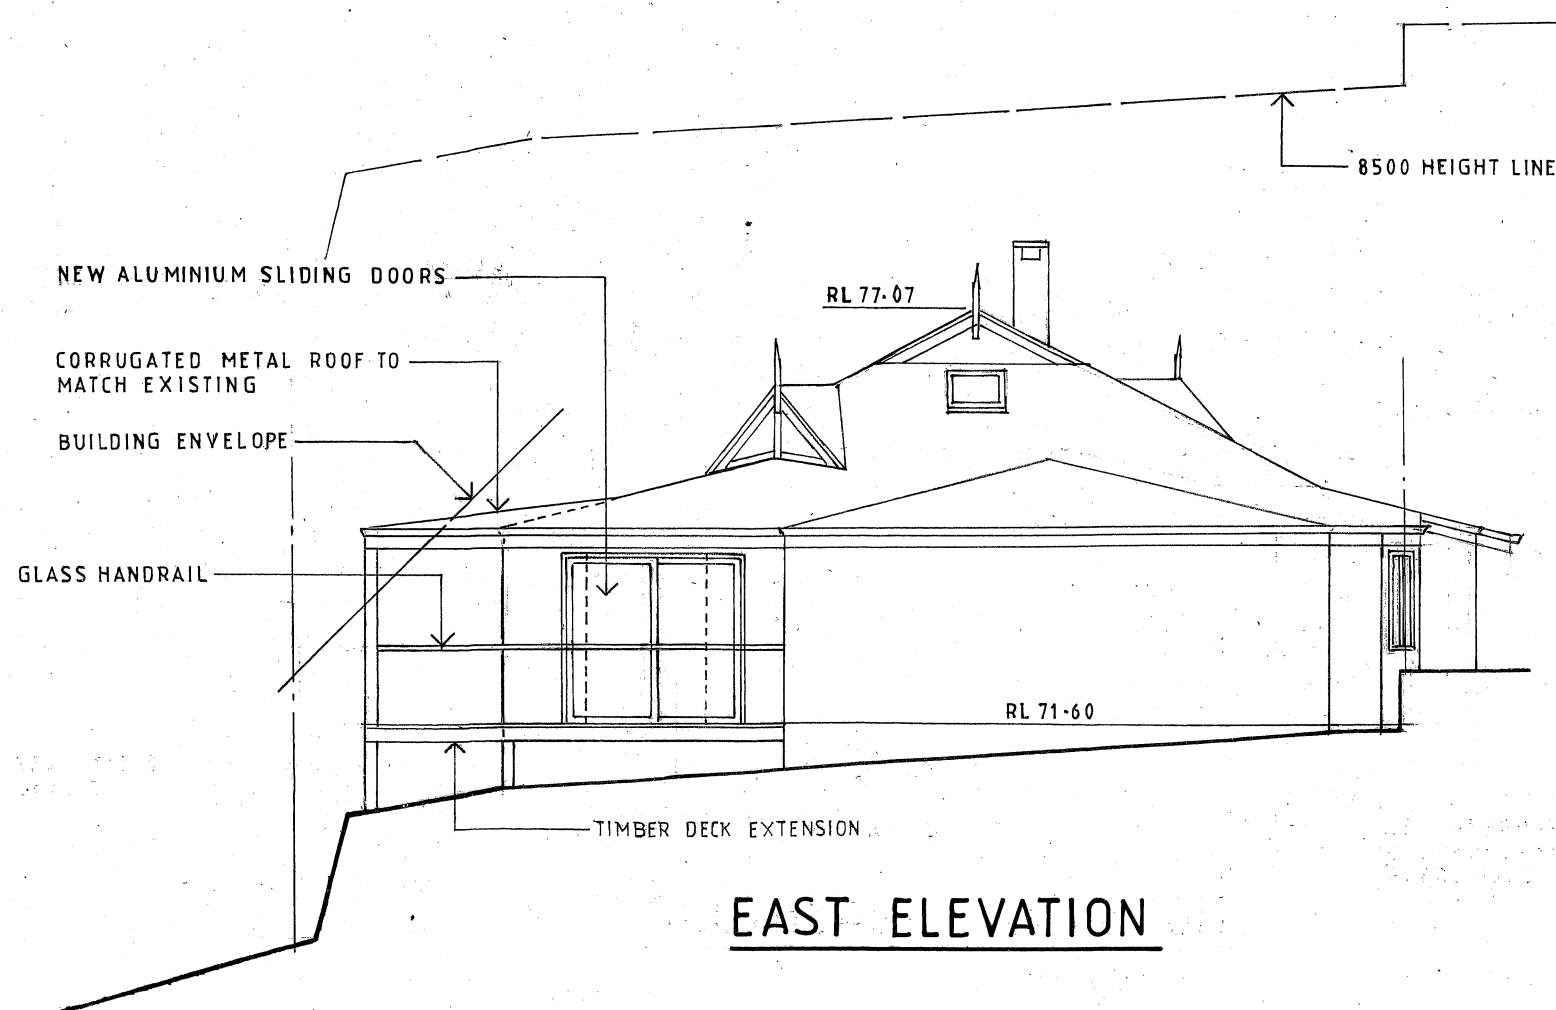 8500 HEIGHT LINE
NEW ALUMINIUM SLIDING DOORS
RL 77.07
CORRUGATED METAL ROOF TO
MATCH EXISTING
BUILDING ENVELOPE
GLASS HANDRAIL
RL 71.60
TIMBER DECK EXTENSION
EAST ELEVATION